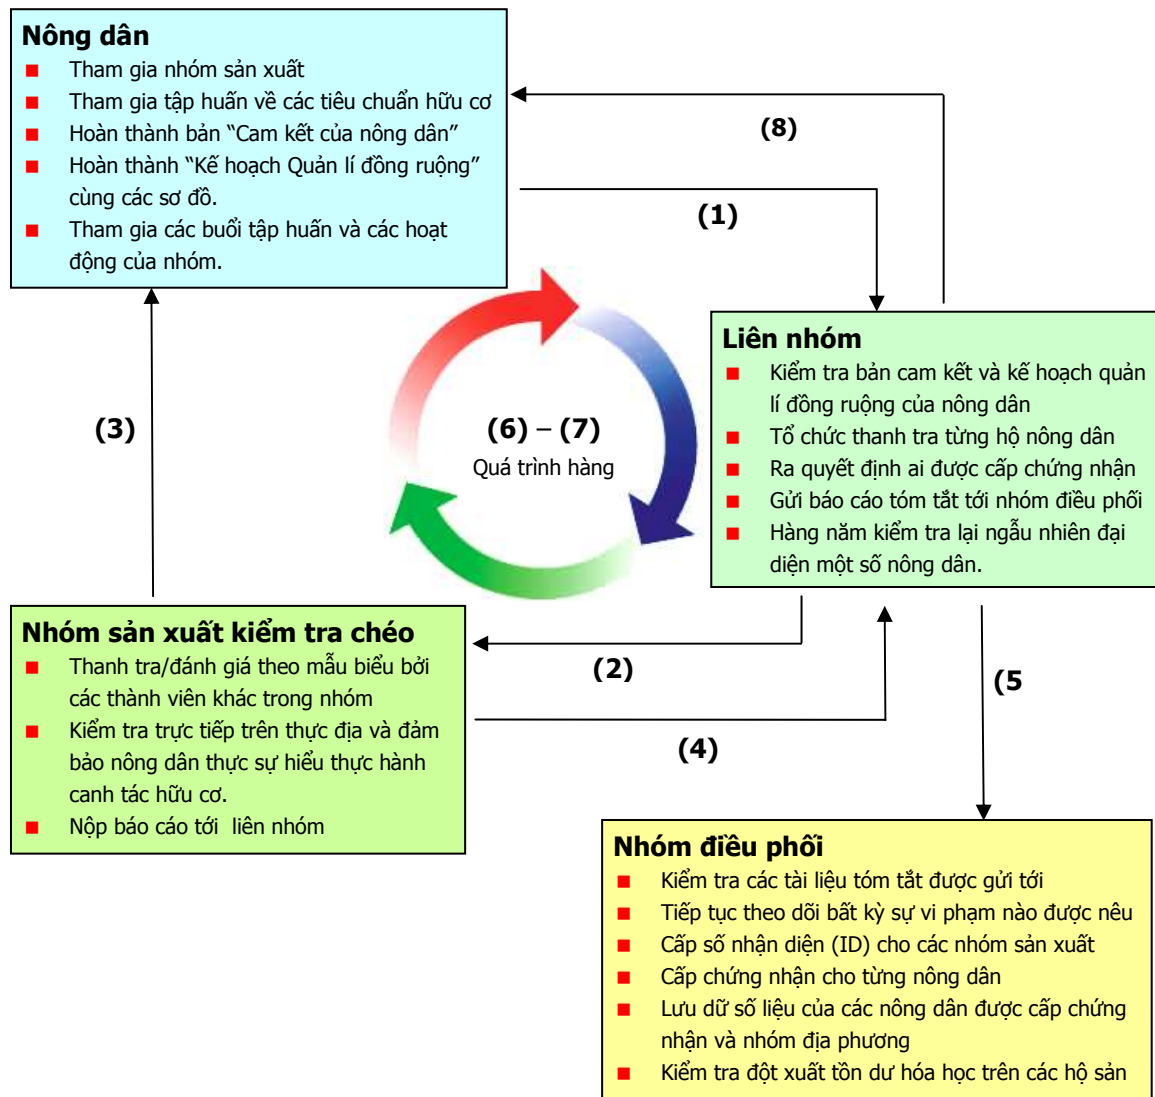 Nông dân
Tham gia nhóm sản xuất
Tham gia tập huấn về các tiêu chuẩn hữu cơ
Hoàn thành bản “Cam kết của nông dân”
Hoàn thành “Kế hoạch Quản lí đồng ruộng”
cùng các sơ đồ.
Tham gia các buổi tập huấn và các hoạt
động của nhóm.
(8)
(1)
Liên nhóm
Kiểm tra bản cam kết và kế hoạch quản
lí đồng ruộng của nông dân
Tổ chức thanh tra từng hộ nông dân
Ra quyết định ai được cấp chứng nhận
Gửi báo cáo tóm tắt tới nhóm điều phối
Hàng năm kiểm tra lại ngẫu nhiên đại
diện một số nông dân.
(3)
(6) – (7)
Quá trình hàng
Nhóm sản xuất kiểm tra chéo
Thanh tra/đánh giá theo mẫu biểu bởi
các thành viên khác trong nhóm
Kiểm tra trực tiếp trên thực địa và đảm
bảo nông dân thực sự hiểu thực hành
canh tác hữu cơ.
Nộp báo cáo tới liên nhóm
(2)
(4)
(5
Nhóm điều phối
Kiểm tra các tài liệu tóm tắt được gửi tới
Tiếp tục theo dõi bất kỳ sự vi phạm nào được nêu
Cấp số nhận diện (ID) cho các nhóm sản xuất
Cấp chứng nhận cho từng nông dân
Lưu dữ số liệu của các nông dân được cấp chứng
nhận và nhóm địa phương
Kiểm tra đột xuất tồn dư hóa học trên các hộ sản